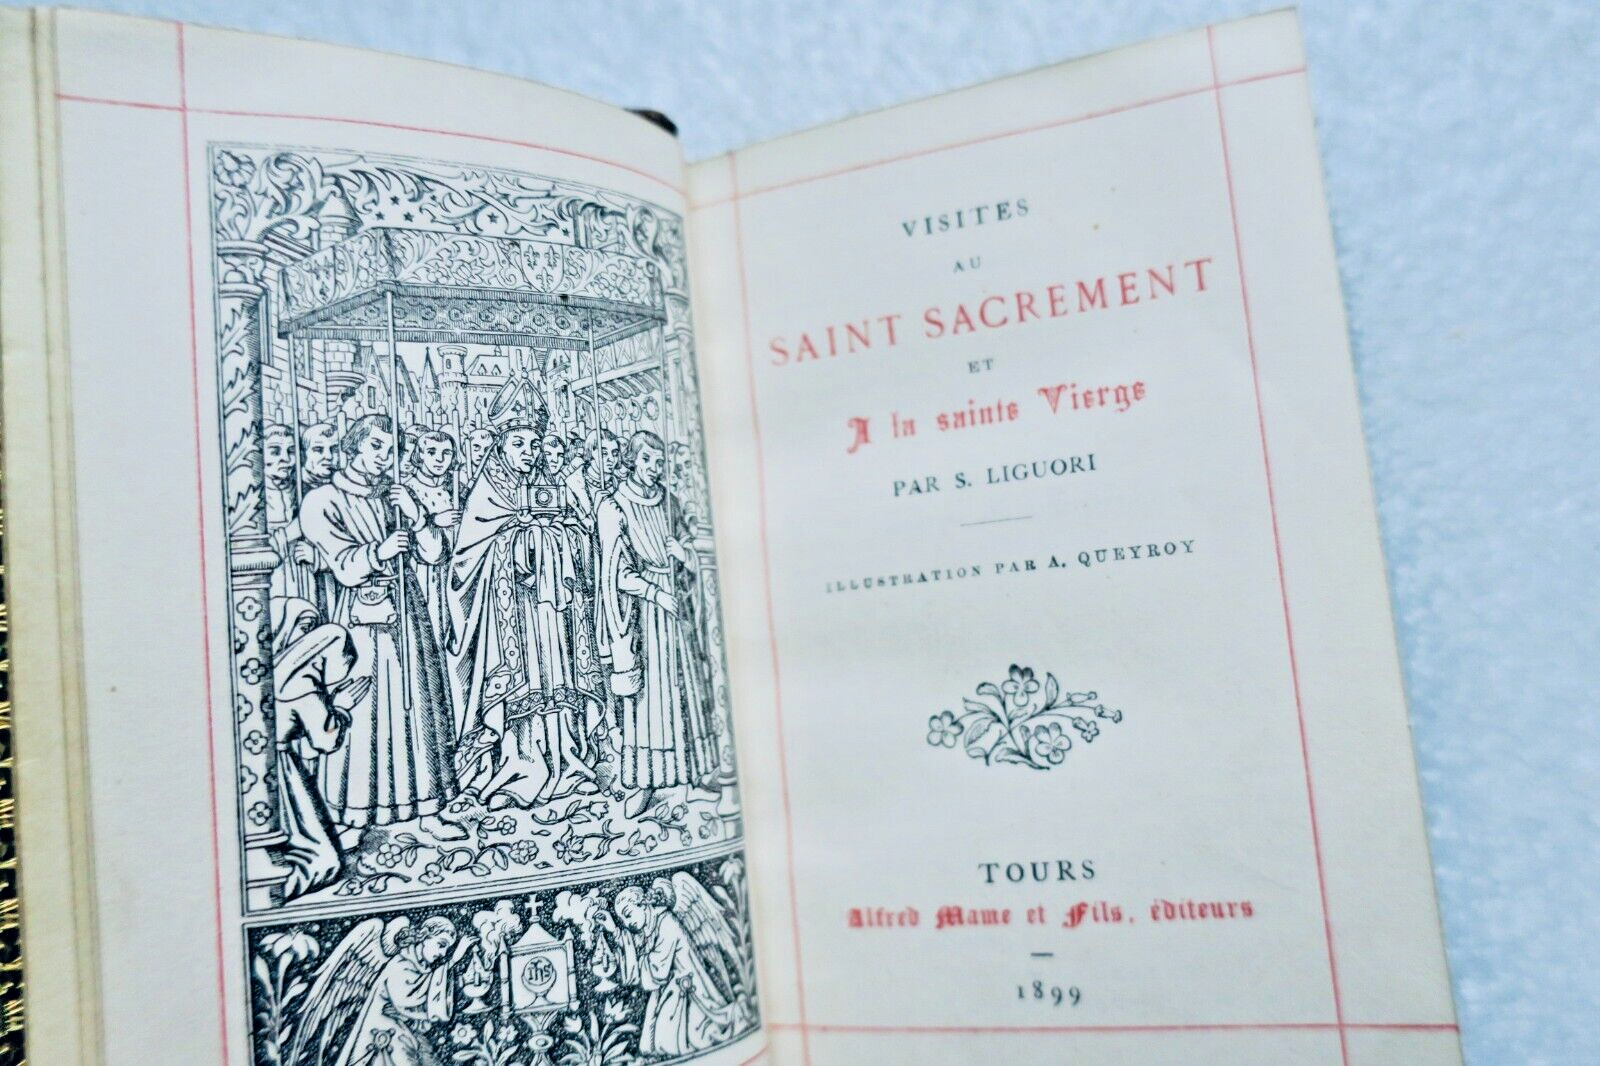 VISITES
AU
SAINT SACREMENT
ET
A la sainte Vierge
PAR S. LIGUORI
ILLUSTRATION PAR A. QUEYROY
TOURS
Alfred Mame et Fils, éditeurs
1899
ihs